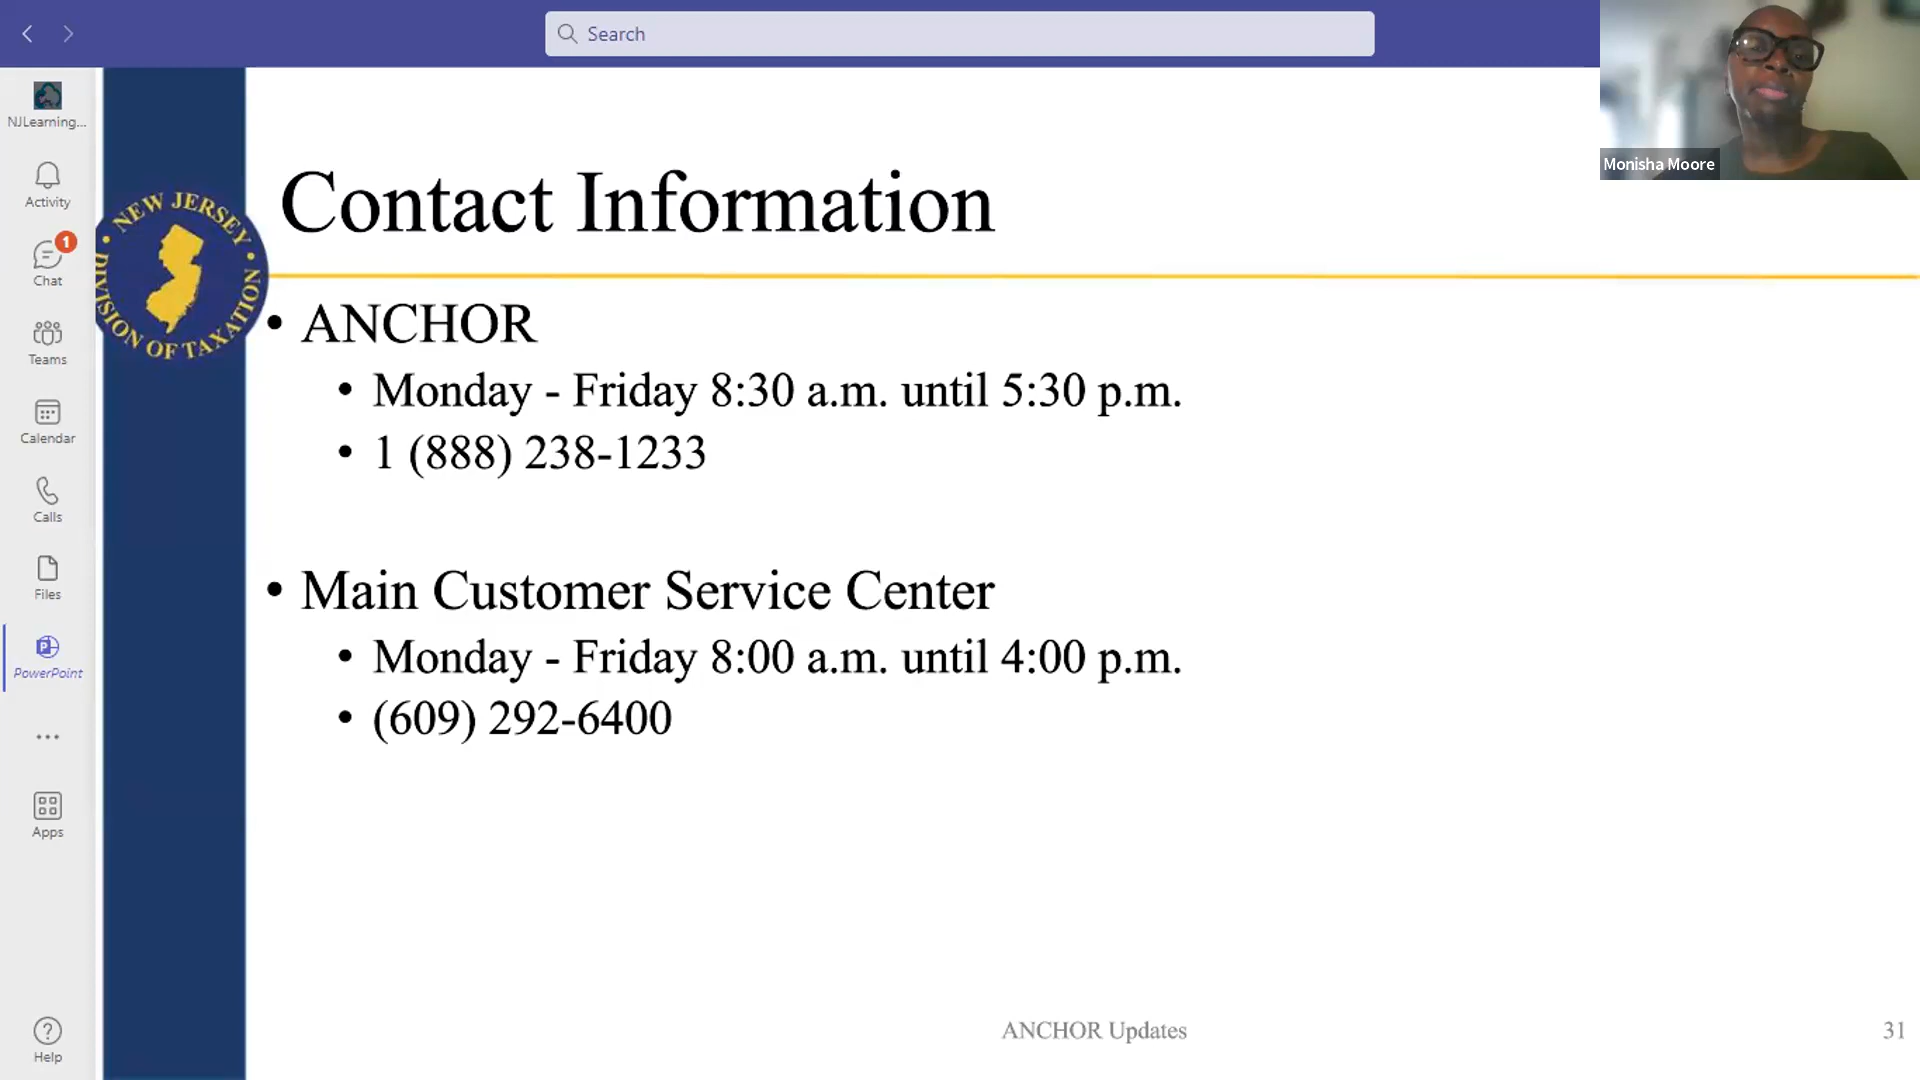 Search
Monisha Moore
NJLearning...
Activity
1
Chat
Teams
Calendar
Calls
Files
PowerPoint
...
Apps
Help
NEW JERSEY • DIVISION OF TAXATION •
Contact Information
• ANCHOR
• Monday - Friday 8:30 a.m. until 5:30 p.m.
• 1 (888) 238-1233
• Main Customer Service Center
• Monday - Friday 8:00 a.m. until 4:00 p.m.
• (609) 292-6400
ANCHOR Updates
31